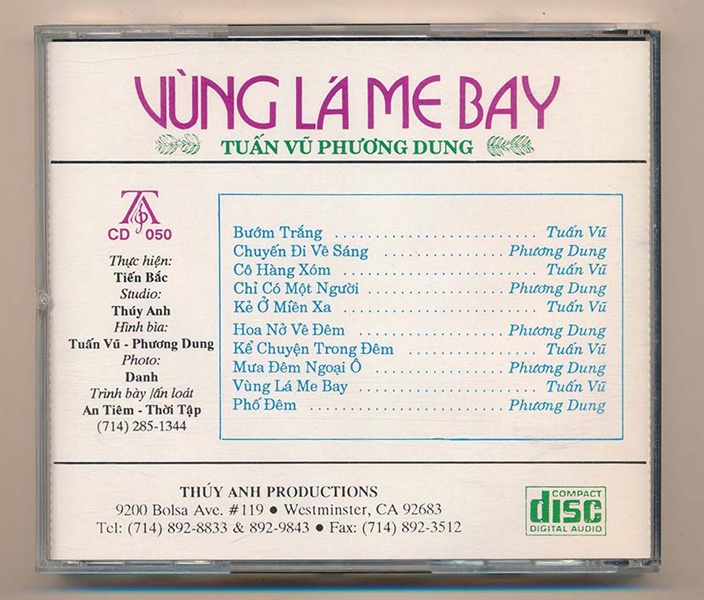 VÙNG LÁ ME BAY
TUẤN VŨ PHƯƠNG DUNG
TA
CD 050
Thực hiện:
Tiến Bắc
Studio:
Thúy Anh
Hình bìa:
Tuấn Vũ - Phương Dung
Photo:
Danh
Trình bày /ấn loát
An Tiêm - Thời Tập
(714) 285-1344
Bướm Trắng .......................... Tuấn Vũ
Chuyến Đi Về Sáng ............... Phương Dung
Cô Hàng Xóm ........................ Tuấn Vũ
Chỉ Có Một Người ................ Phương Dung
Kẻ Ở Miền Xa ........................ Tuấn Vũ
Hoa Nở Về Đêm .................. Phương Dung
Kể Chuyện Trong Đêm ................ Tuấn Vũ
Mưa Đêm Ngoại Ô ................ Phương Dung
Vùng Lá Me Bay ...................... Tuấn Vũ
Phố Đêm ......................... Phương Dung
THÚY ANH PRODUCTIONS
9200 Bolsa Ave. #119 ● Westminster, CA 92683
Tel: (714) 892-8833 & 892-9843 ● Fax: (714) 892-3512
COMPACT
disc
DIGITAL AUDIO